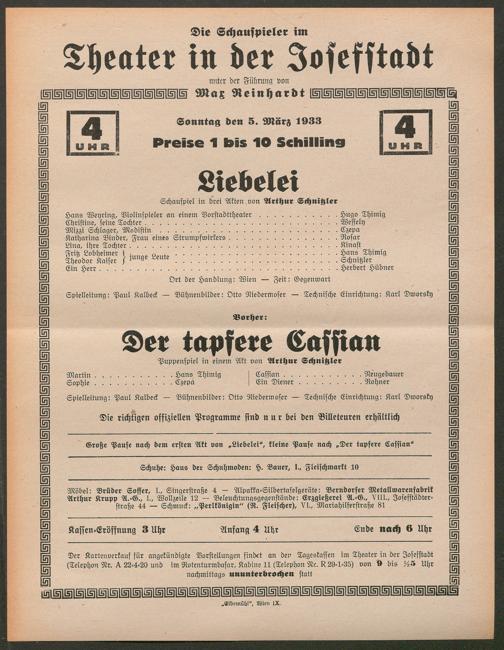 Die Schauspieler im
Theater in der Josefstadt
unter der Führung von
Max Reinhardt
4 UHR
Sonntag den 5. März 1933
Preise 1 bis 10 Schilling
4 UHR
Liebelei
Schauspiel in drei Akten von Arthur Schnitzler
Hans Weyring, Violinspieler an einem Vorstadttheater . . . . . . . . Hugo Thimig
Christine, seine Tochter . . . . . . . . Wessely
Mizzi Schlager, Modistin . . . . . . . . Czepa
Katharina Binder, Frau eines Strumpfwirkers . . . . . . . . Rosar
Lina, ihre Tochter . . . . . . . . Kinast
Fritz Lobheimer } junge Leute . . . . . . . . Hans Thimig
Theodor Kaiser } . . . . . . . . Schnitzler
Ein Herr . . . . . . . . Herbert Hübner
Ort der Handlung: Wien — Zeit: Gegenwart
Spielleitung: Paul Kalbeck — Bühnenbilder: Otto Niedermoser — Technische Einrichtung: Karl Dworsky
Vorher:
Der tapfere Cassian
Puppenspiel in einem Akt von Arthur Schnitzler
Martin . . . . . . . . Hans Thimig | Cassian . . . . . . . . Neugebauer
Sophie . . . . . . . . Czepa | Ein Diener . . . . . . . . Rohner
Spielleitung: Paul Kalbeck — Bühnenbilder: Otto Niedermoser — Technische Einrichtung: Karl Dworsky
Die richtigen offiziellen Programme sind nur bei den Billeteuren erhältlich
Große Pause nach dem ersten Akt von „Liebelei“, kleine Pause nach „Der tapfere Cassian“
Schuhe: Haus der Schuhmoden: H. Bauer, I., Fleischmarkt 10
Möbel: Brüder Soffer, I., Singerstraße 4 — Alpakka-Silbertafelgeräte: Berndorfer Metallwarenfabrik
Arthur Krupp A.-G., I., Wollzeile 12 — Beleuchtungsgegenstände: Erzgießerei A.-G., VIII., Josefstädter-
straße 44 — Schmuck: „Perlkönigin“ (R. Fleischer), VI., Mariahilferstraße 81
Kassen-Eröffnung 3 Uhr Anfang 4 Uhr Ende nach 6 Uhr
Der Kartenverkauf für angekündigte Vorstellungen findet an der Tageskassen im Theater in der Josefstadt
(Telephon Nr. A 22-4-20 und im Rotenturmbasar, Kabine 11 (Telephon Nr. R 29-1-35) von 9 bis ½5 Uhr
nachmittags ununterbrochen statt
„Elbemühl“, Wien IX.